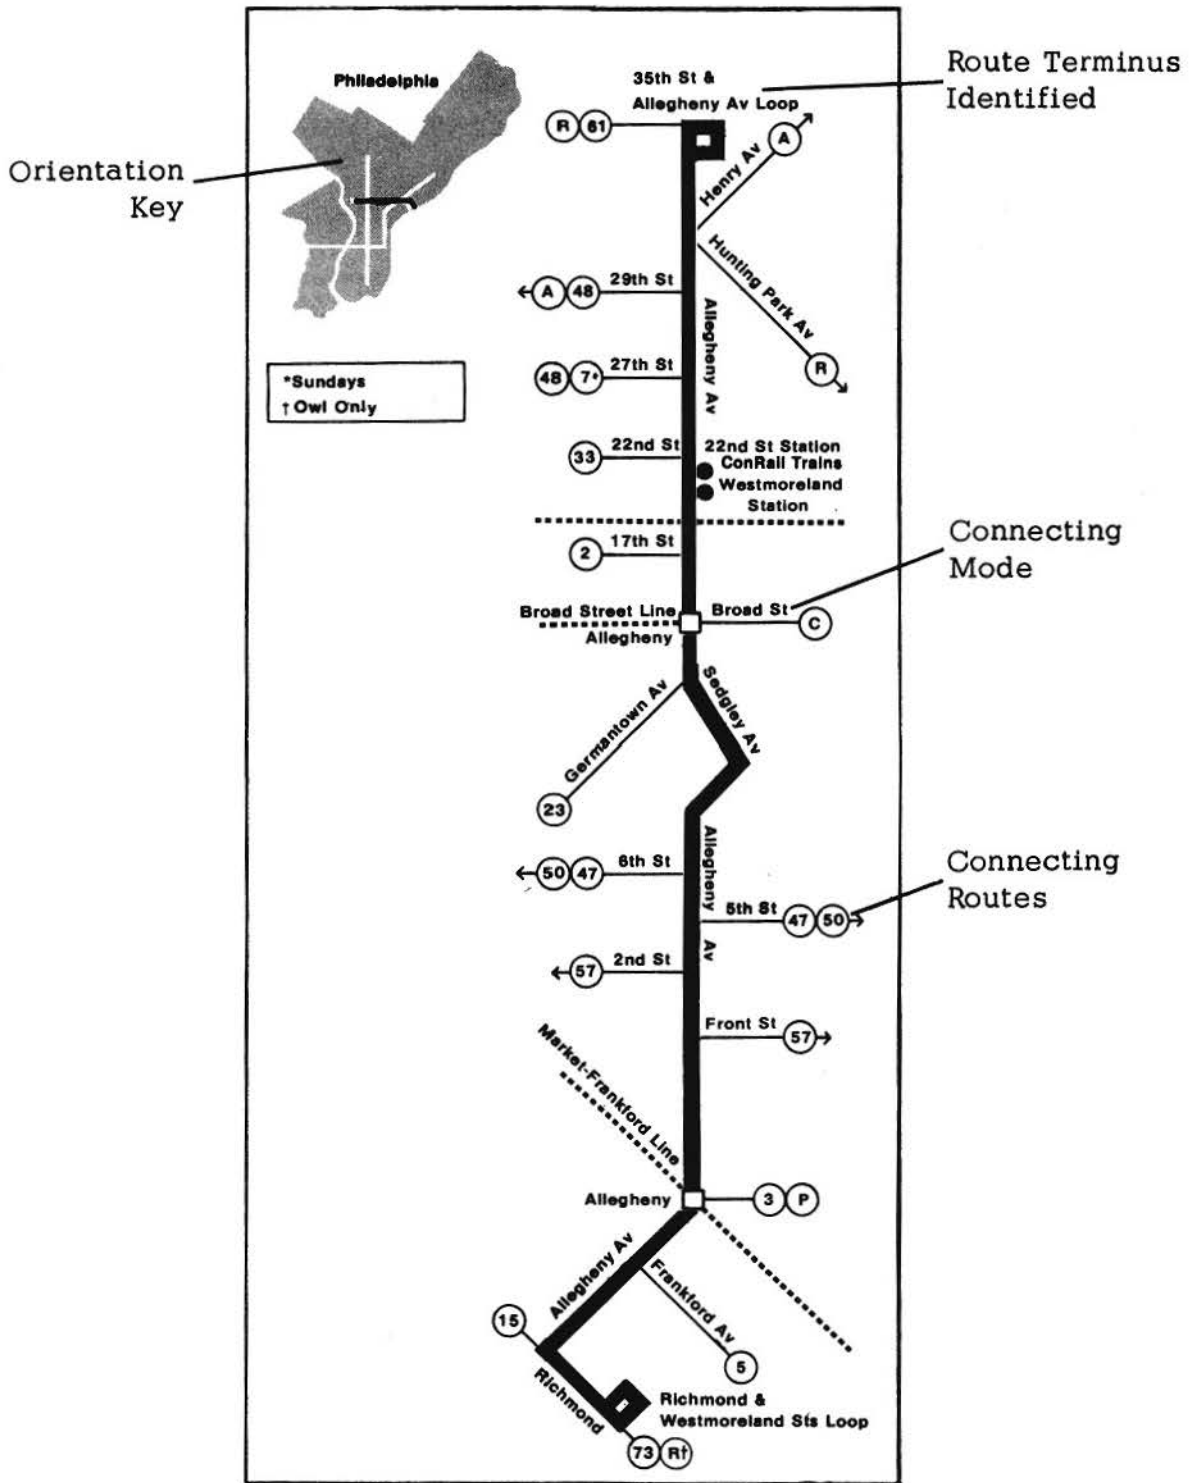 Philadelphia
35th St &
Allegheny Av Loop
Route Terminus
Identified
R 61
Henry Av
A
Orientation
Key
Hunting Park Av
R
A 48 29th St
Allegheny Av
*Sundays
† Owl Only
48 7* 27th St
33 22nd St
22nd St Station
ConRail Trains
Westmoreland
Station
2 17th St
Connecting
Mode
Broad Street Line
Allegheny
Broad St C
Sedgley Av
Germantown Av
23
Allegheny Av
50 47 6th St
Connecting
Routes
5th St 47 50
57 2nd St
Front St 57
Market-Frankford Line
Allegheny
3 P
Allegheny Av
Frankford Av
15
5
Richmond
Richmond &
Westmoreland Sts Loop
73 R†